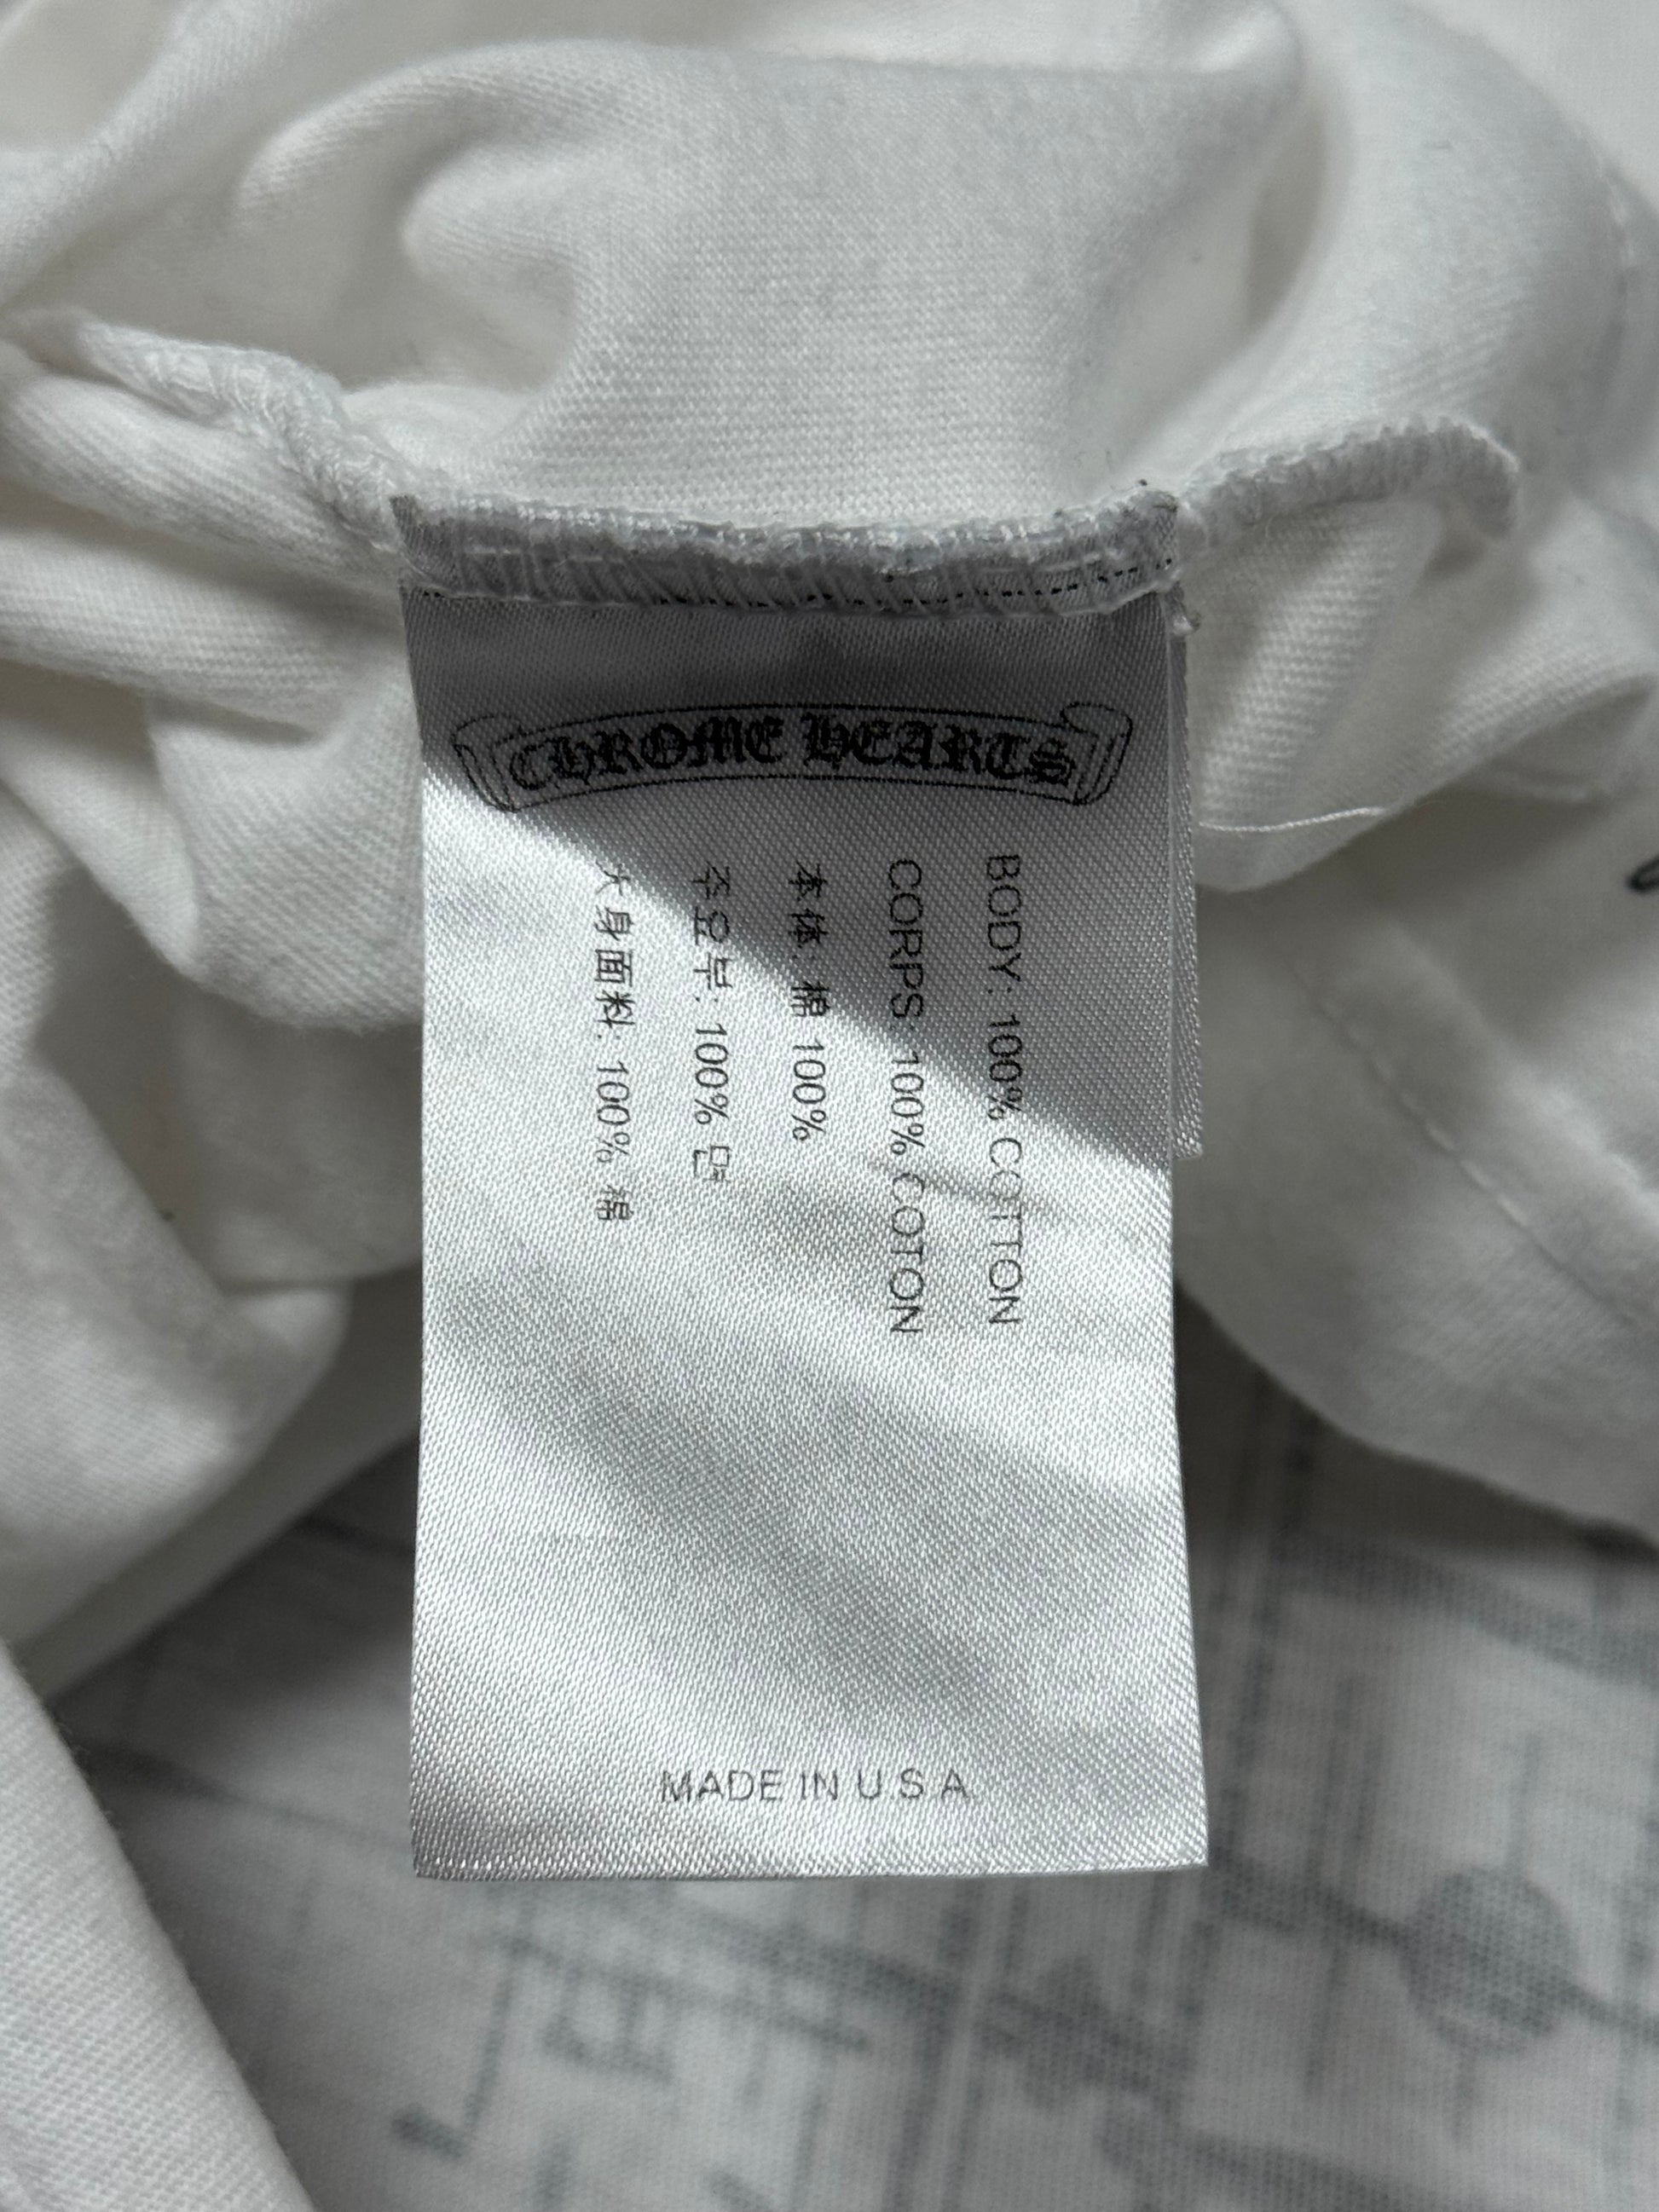 CHROME HEARTS
BODY: 100% COTTON
CORPS: 100% COTON
本体: 棉 100%
주요부: 100% 면
大身面料: 100% 棉
MADE IN U.S.A.